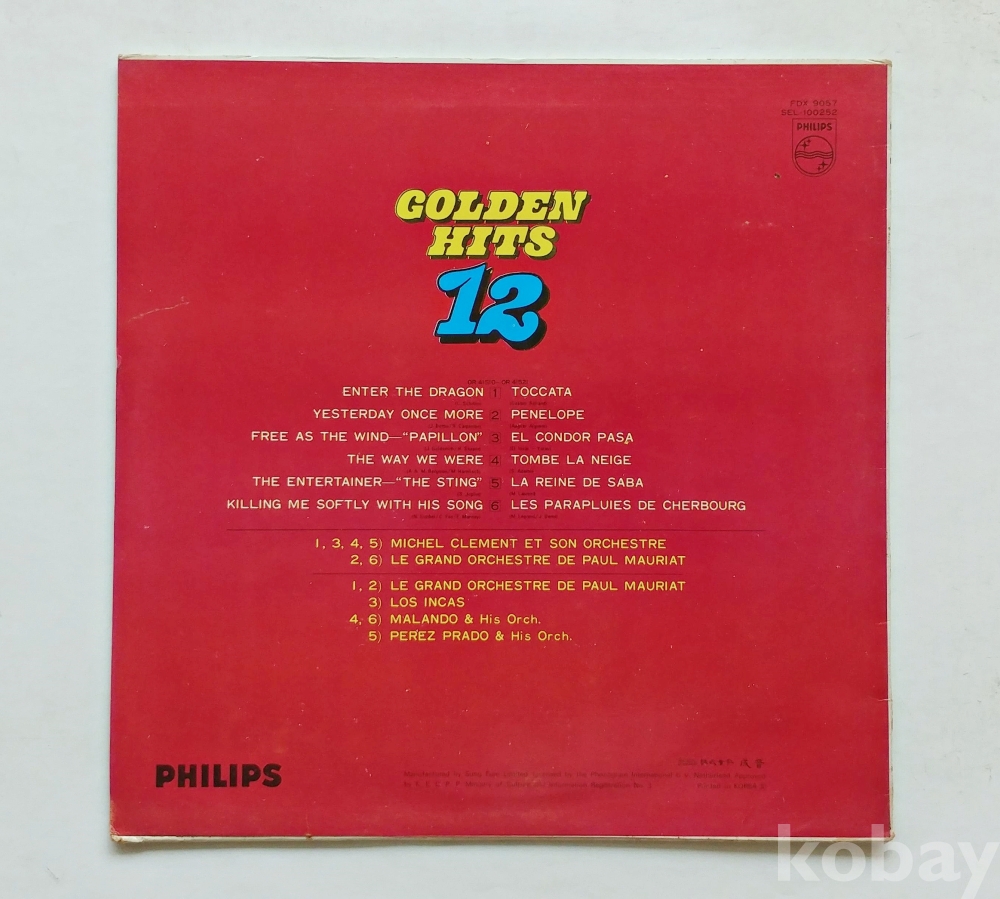 FDX 9057
SEL-100252
PHILIPS
GOLDEN
HITS
12
ENTER THE DRAGON 1 TOCCATA
YESTERDAY ONCE MORE 2 PENELOPE
FREE AS THE WIND—"PAPILLON" 3 EL CONDOR PASA
THE WAY WE WERE 4 TOMBE LA NEIGE
THE ENTERTAINER—"THE STING" 5 LA REINE DE SABA
KILLING ME SOFTLY WITH HIS SONG 6 LES PARAPLUIES DE CHERBOURG
1, 3, 4, 5) MICHEL CLEMENT ET SON ORCHESTRE
2, 6) LE GRAND ORCHESTRE DE PAUL MAURIAT
1, 2) LE GRAND ORCHESTRE DE PAUL MAURIAT
3) LOS INCAS
4, 6) MALANDO & His Orch.
5) PEREZ PRADO & His Orch.
PHILIPS
kobay